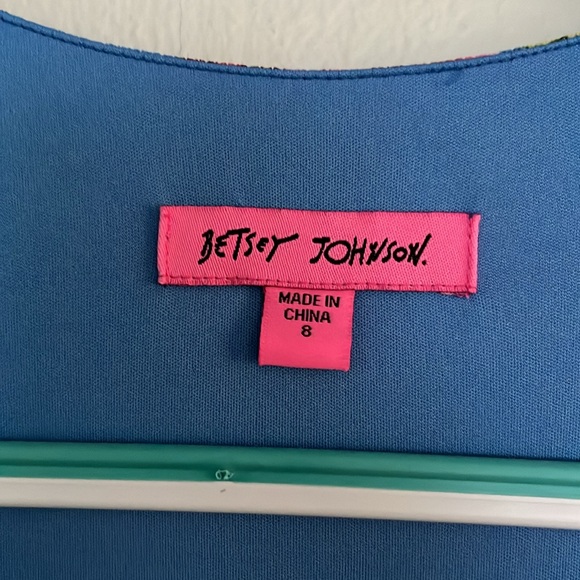 BETSEY JOHNSON.
MADE IN
CHINA
8